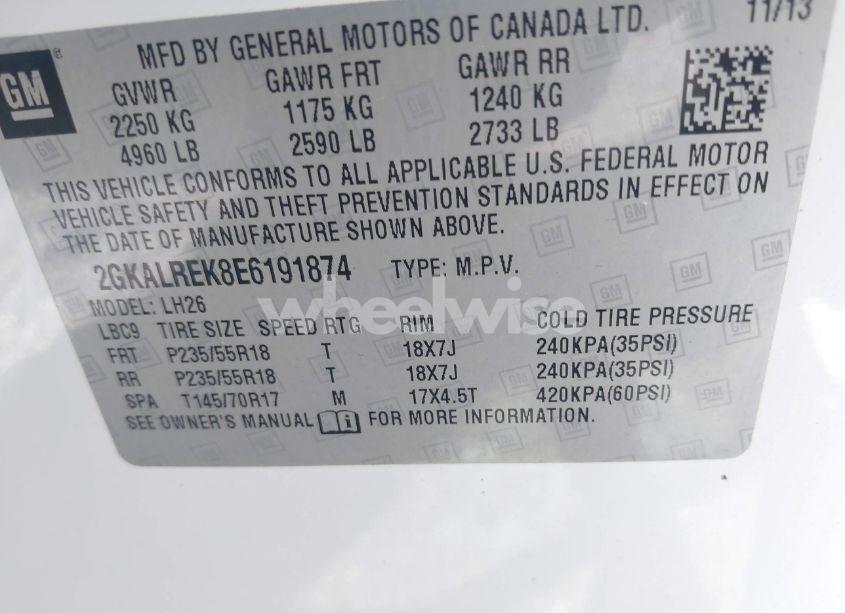 11/13
MFD BY GENERAL MOTORS OF CANADA LTD.
GM ®
GVWR GAWR FRT GAWR RR
2250 KG 1175 KG 1240 KG
4960 LB 2590 LB 2733 LB
THIS VEHICLE CONFORMS TO ALL APPLICABLE U.S. FEDERAL MOTOR
VEHICLE SAFETY AND THEFT PREVENTION STANDARDS IN EFFECT ON
THE DATE OF MANUFACTURE SHOWN ABOVE.
2GKALREK8E6191874 TYPE: M.P.V.
MODEL: LH26
wheelwise
LBC9 TIRE SIZE SPEED RTG RIM COLD TIRE PRESSURE
FRT P235/55R18 T 18X7J 240KPA(35PSI)
RR P235/55R18 T 18X7J 240KPA(35PSI)
SPA T145/70R17 M 17X4.5T 420KPA(60PSI)
SEE OWNER'S MANUAL i FOR MORE INFORMATION.